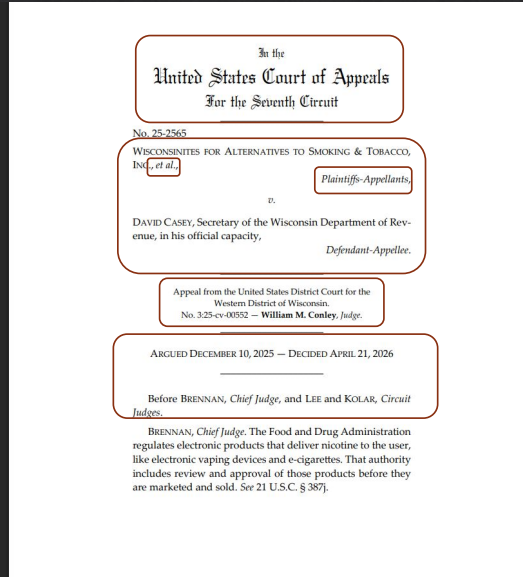 In the
United States Court of Appeals
For the Seventh Circuit
No. 25-2565
WISCONSINITES FOR ALTERNATIVES TO SMOKING & TOBACCO,
INC., et al.,
Plaintiffs-Appellants,
v.
DAVID CASEY, Secretary of the Wisconsin Department of Rev-
enue, in his official capacity,
Defendant-Appellee.
Appeal from the United States District Court for the
Western District of Wisconsin.
No. 3:25-cv-00552 — William M. Conley, Judge.
ARGUED DECEMBER 10, 2025 — DECIDED APRIL 21, 2026
Before BRENNAN, Chief Judge, and LEE and KOLAR, Circuit
Judges.
BRENNAN, Chief Judge. The Food and Drug Administration
regulates electronic products that deliver nicotine to the user,
like electronic vaping devices and e-cigarettes. That authority
includes review and approval of those products before they
are marketed and sold. See 21 U.S.C. § 387j.